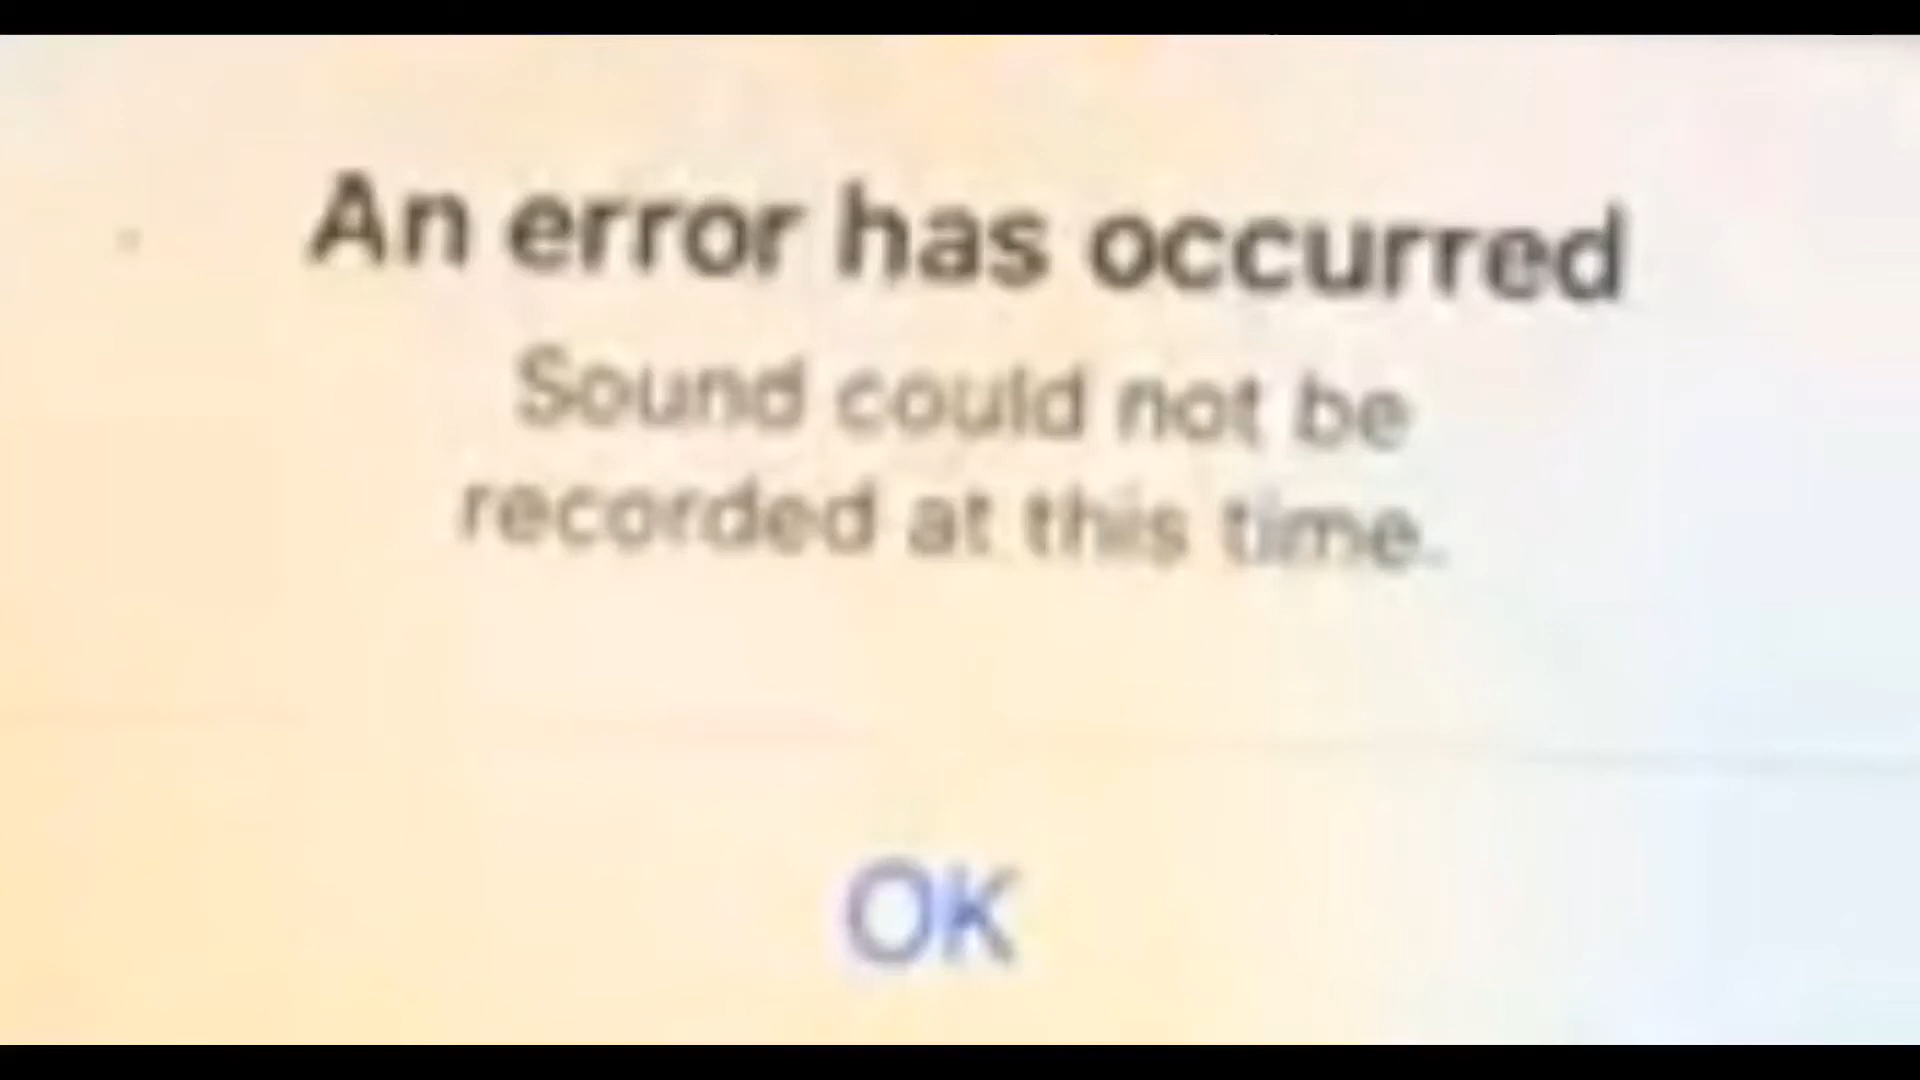 An error has occurred
Sound could not be
recorded at this time.
OK